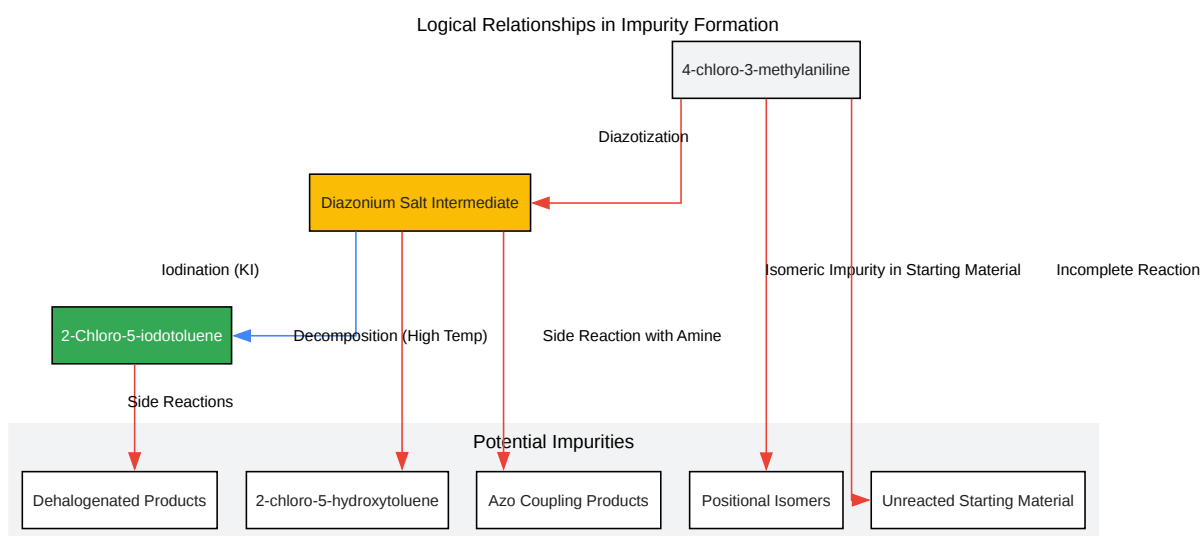 Logical Relationships in Impurity Formation
4-chloro-3-methylaniline
Diazotization
Diazonium Salt Intermediate
Iodination (KI)
Isomeric Impurity in Starting Material
Incomplete Reaction
2-Chloro-5-iodotoluene
Decomposition (High Temp)
Side Reaction with Amine
Side Reactions
Potential Impurities
Dehalogenated Products
2-chloro-5-hydroxytoluene
Azo Coupling Products
Positional Isomers
Unreacted Starting Material